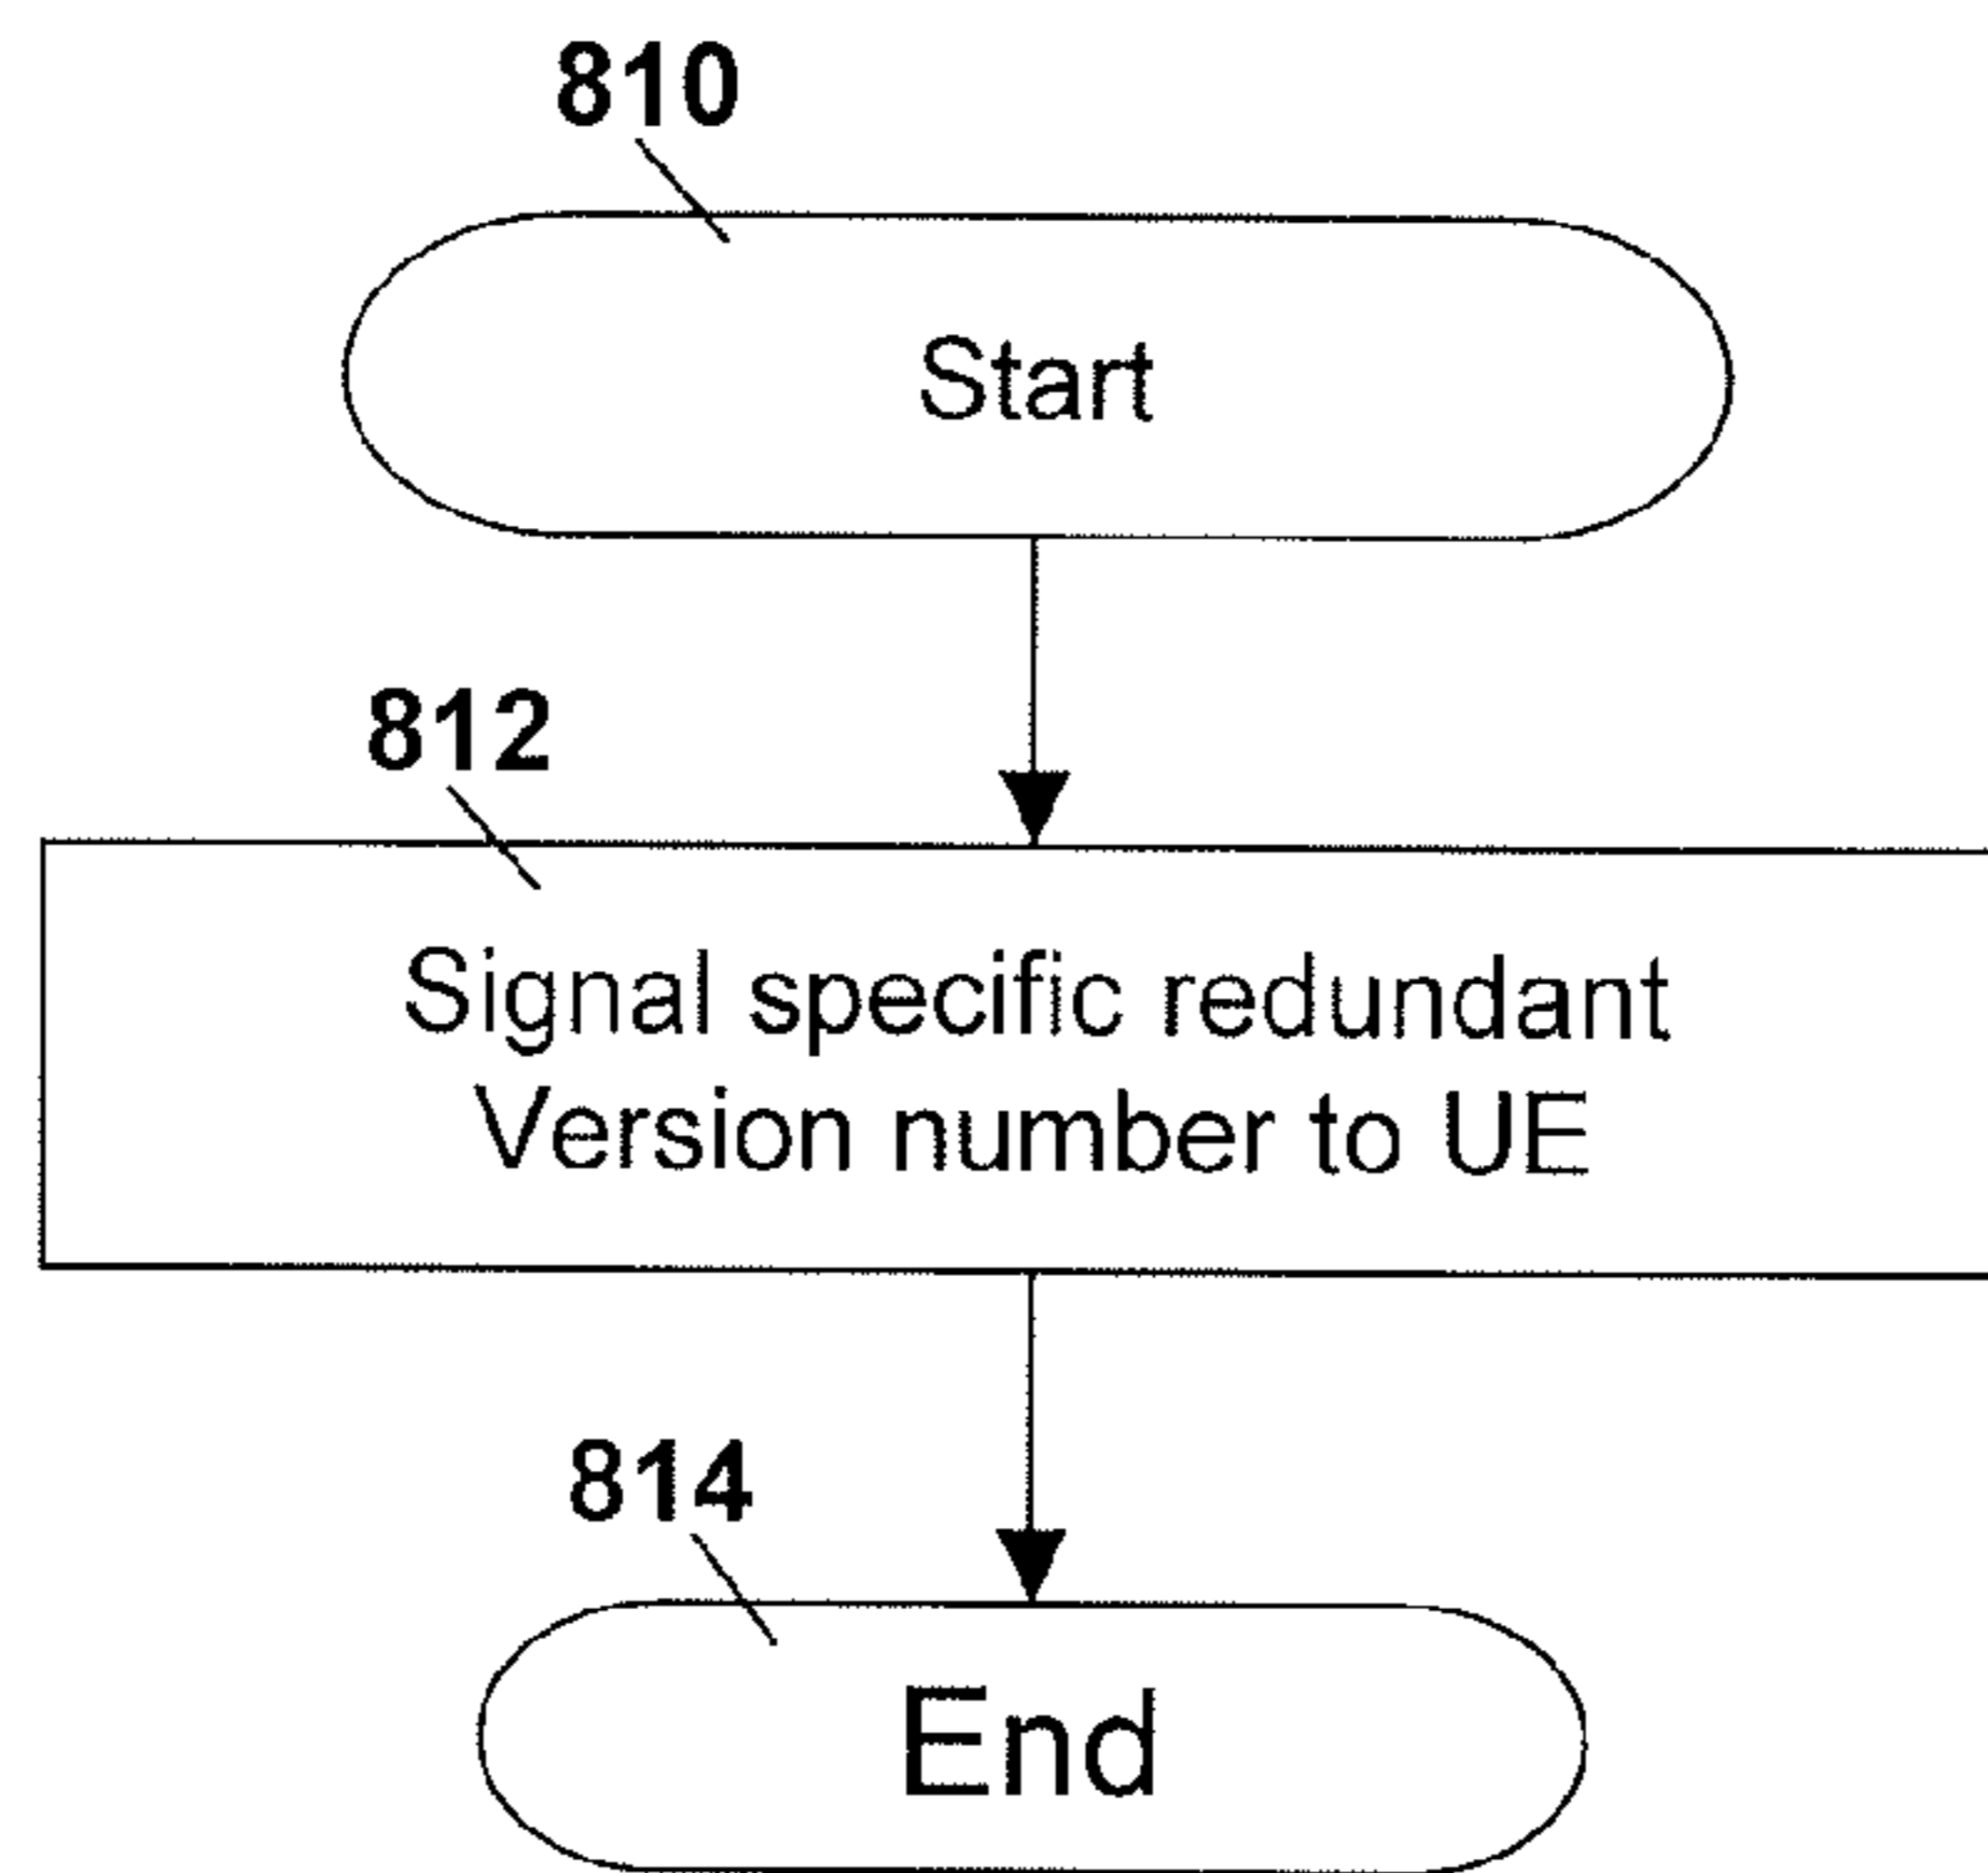 810
Start
812
Signal specific redundant
Version number to UE
814
End